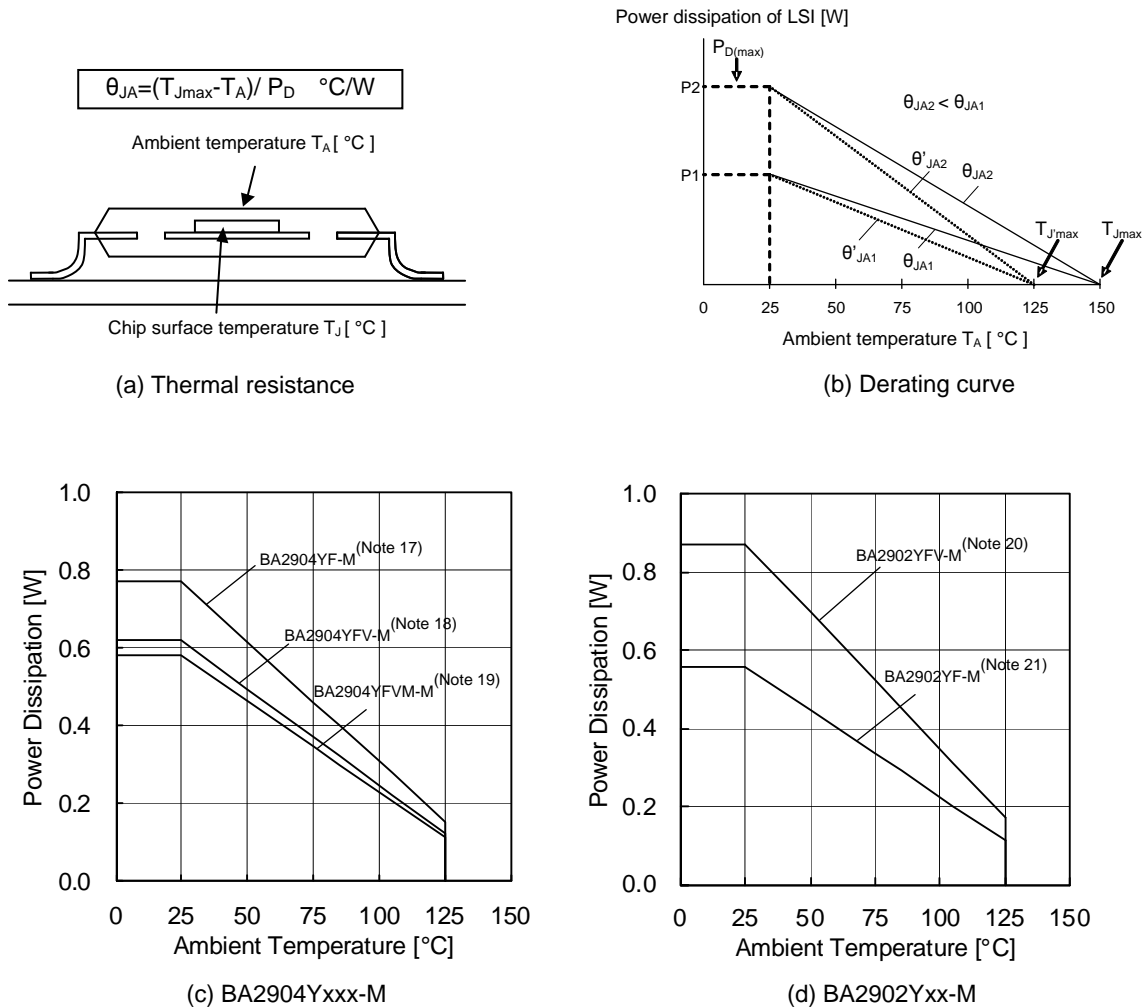 θJA=(TJmax-TA)/ PD °C/W
Ambient temperature TA [ °C ]
Chip surface temperature TJ [ °C ]
(a) Thermal resistance
Power dissipation of LSI [W]
PD(max)
P2
θJA2 < θJA1
θ'JA2
θJA2
P1
TJ'max
TJmax
θ'JA1
θJA1
0 25 50 75 100 125 150
Ambient temperature TA [ °C ]
(b) Derating curve
1.0
0.8
0.6
0.4
0.2
0.0
Power Dissipation [W]
BA2904YF-M(Note 17)
BA2904YFV-M(Note 18)
BA2904YFVM-M(Note 19)
0 25 50 75 100 125 150
Ambient Temperature [°C]
(c) BA2904Yxxx-M
1.0
0.8
0.6
0.4
0.2
0.0
Power Dissipation [W]
BA2902YFV-M(Note 20)
BA2902YF-M(Note 21)
0 25 50 75 100 125 150
Ambient Temperature [°C]
(d) BA2902Yxx-M